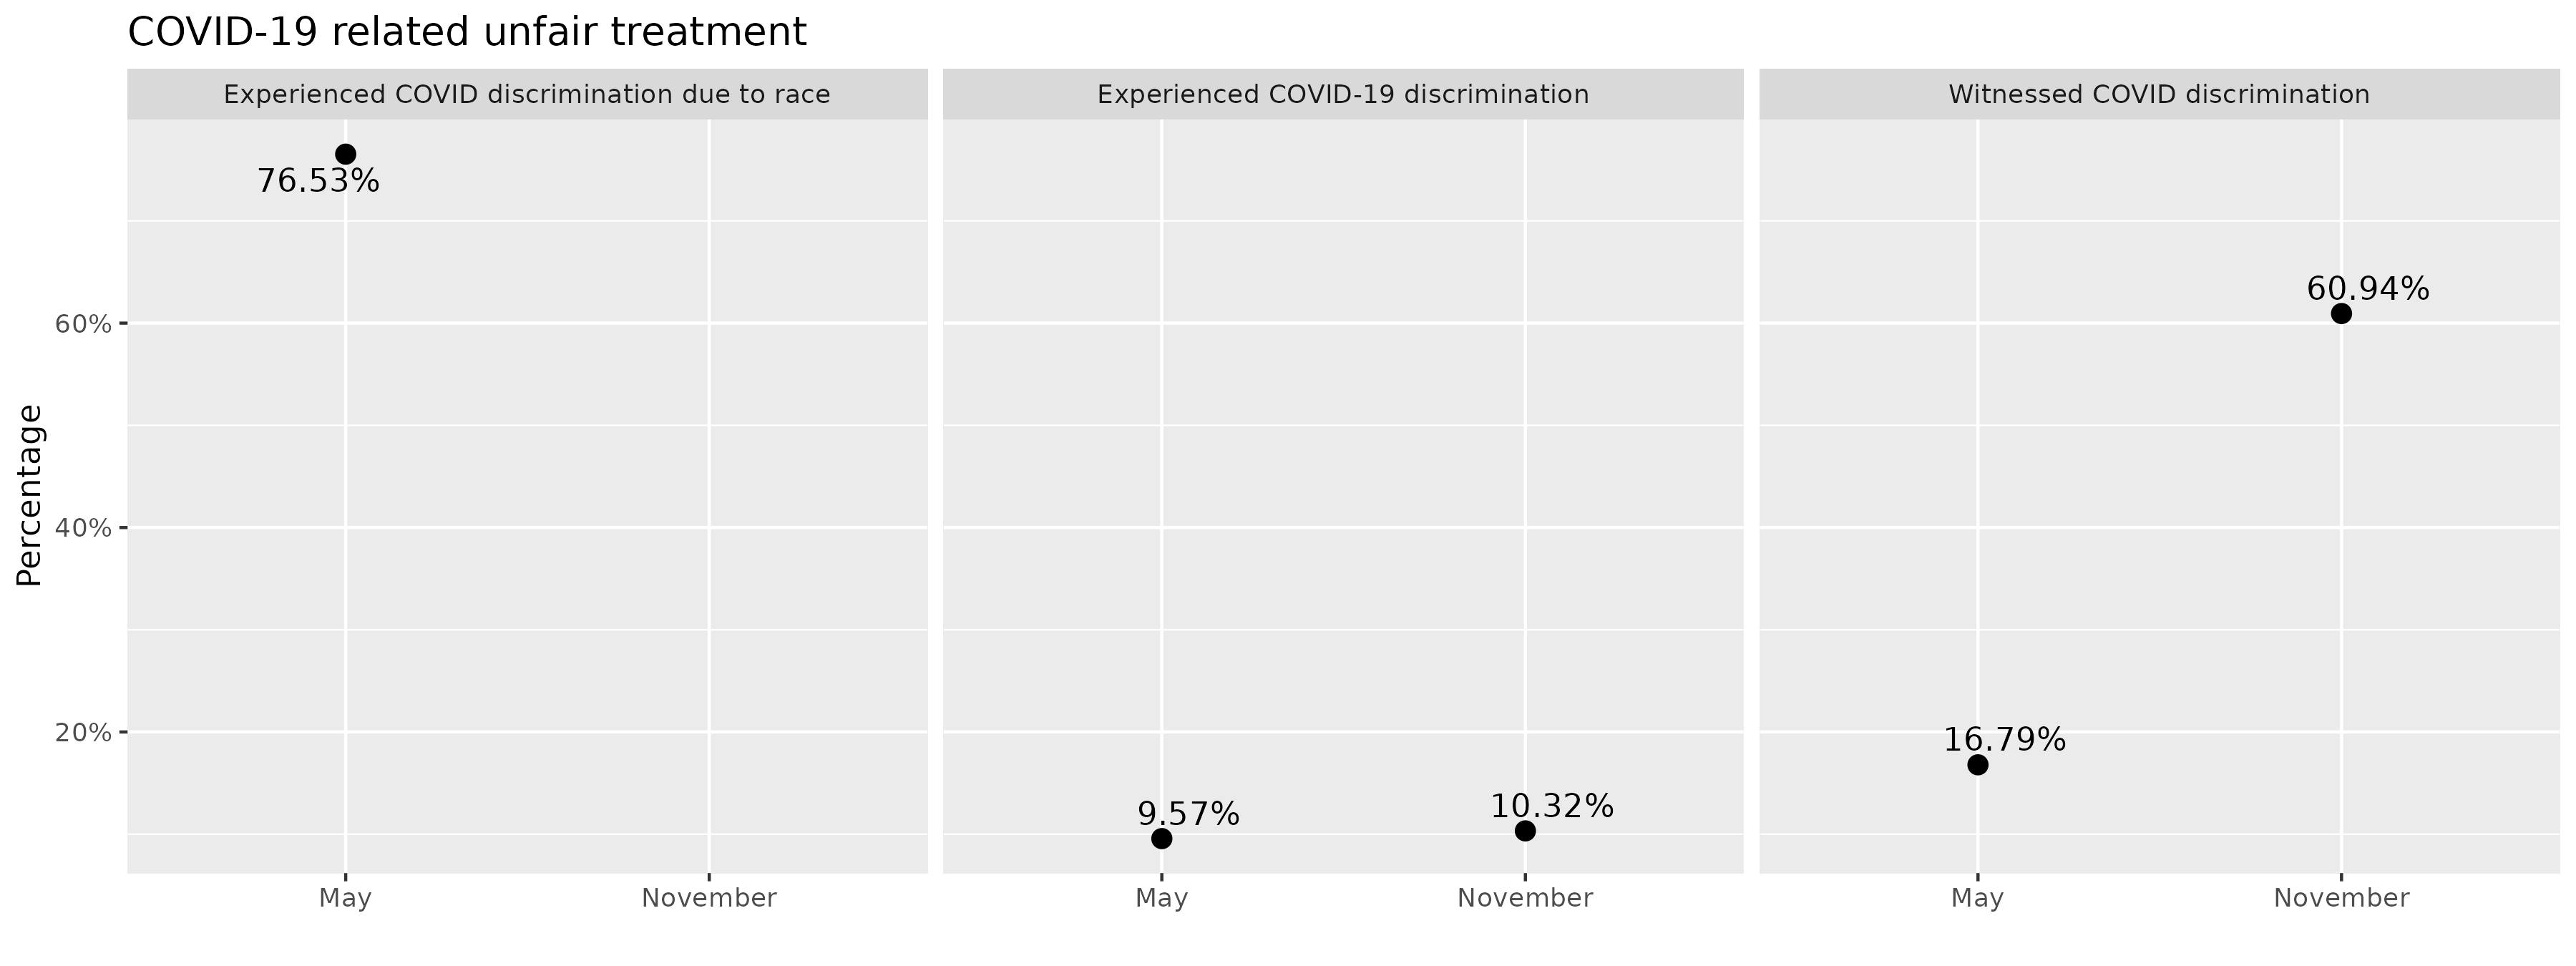 COVID-19 related unfair treatment
Experienced COVID discrimination due to race
Experienced COVID-19 discrimination
Witnessed COVID discrimination
Percentage
60%
40%
20%
76.53%
9.57%
10.32%
16.79%
60.94%
May
November
May
November
May
November